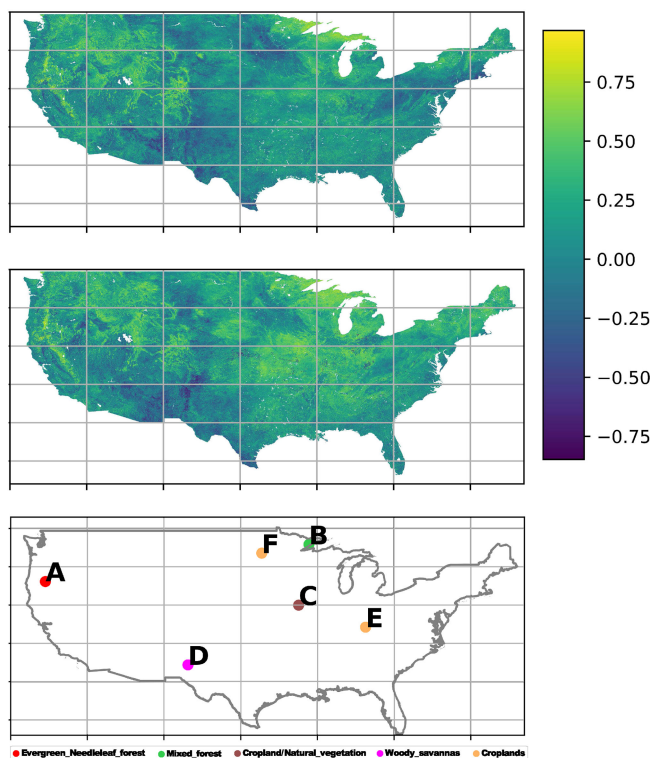 0.75
0.50
0.25
0.00
−0.25
−0.50
−0.75
B
F
A
C
E
D
Evergreen_Needleleaf_forest Mixed_forest Cropland/Natural_vegetation Woody_savannas Croplands